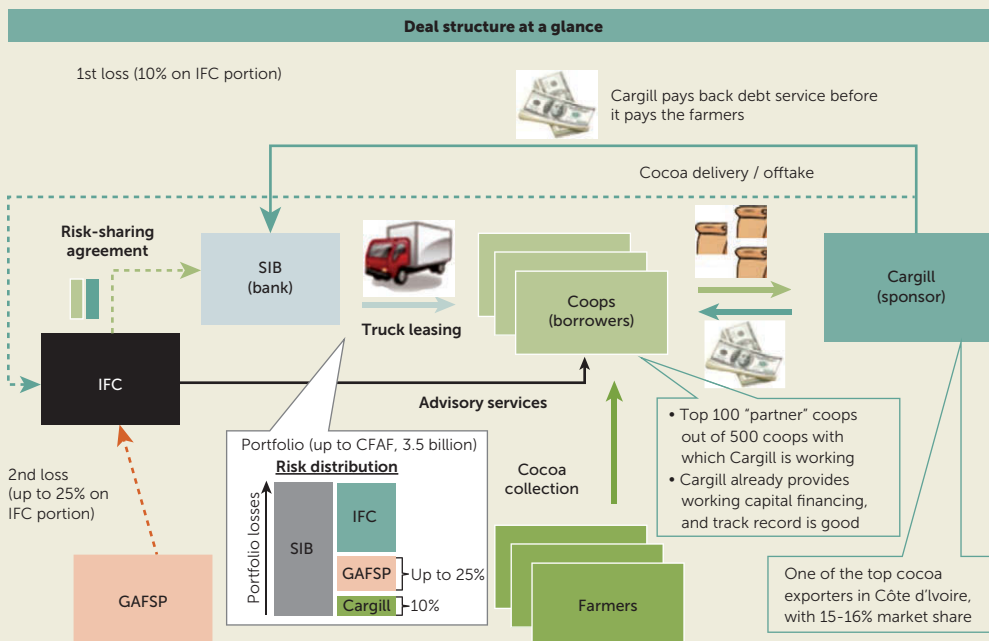 Deal structure at a glance
1st loss (10% on IFC portion)
Cargill pays back debt service before
it pays the farmers
Cocoa delivery / offtake
Risk-sharing
agreement
SIB
(bank)
Truck leasing
Coops
(borrowers)
Cargill
(sponsor)
IFC
Advisory services
2nd loss
(up to 25% on
IFC portion)
GAFSP
Portfolio (up to CFAF, 3.5 billion)
Risk distribution
Portfolio losses
SIB
IFC
GAFSP
Up to 25%
Cargill
10%
Cocoa
collection
Farmers
• Top 100 "partner" coops
out of 500 coops with
which Cargill is working
• Cargill already provides
working capital financing,
and track record is good
One of the top cocoa
exporters in Côte d'Ivoire,
with 15-16% market share